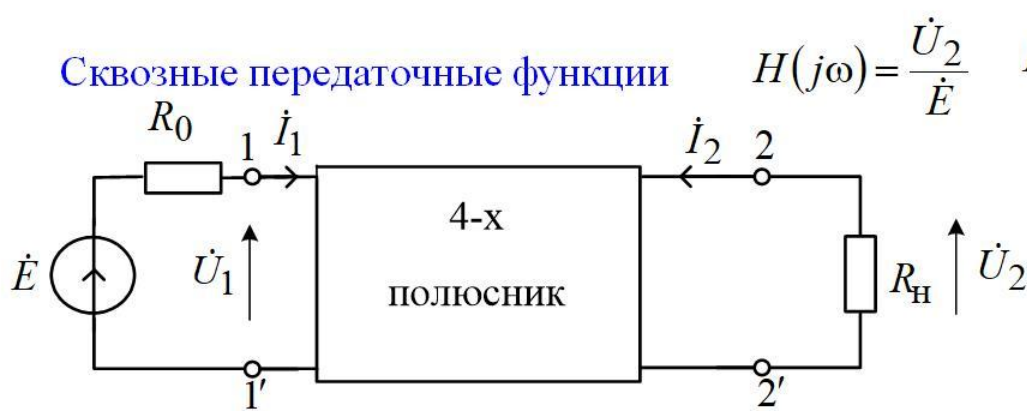 Сквозные передаточные функции
H(jω) = U̇₂ / Ė
R₀
1
İ₁
İ₂
2
4-х
полюсник
Ė
U̇₁
Rн
U̇₂
1′
2′